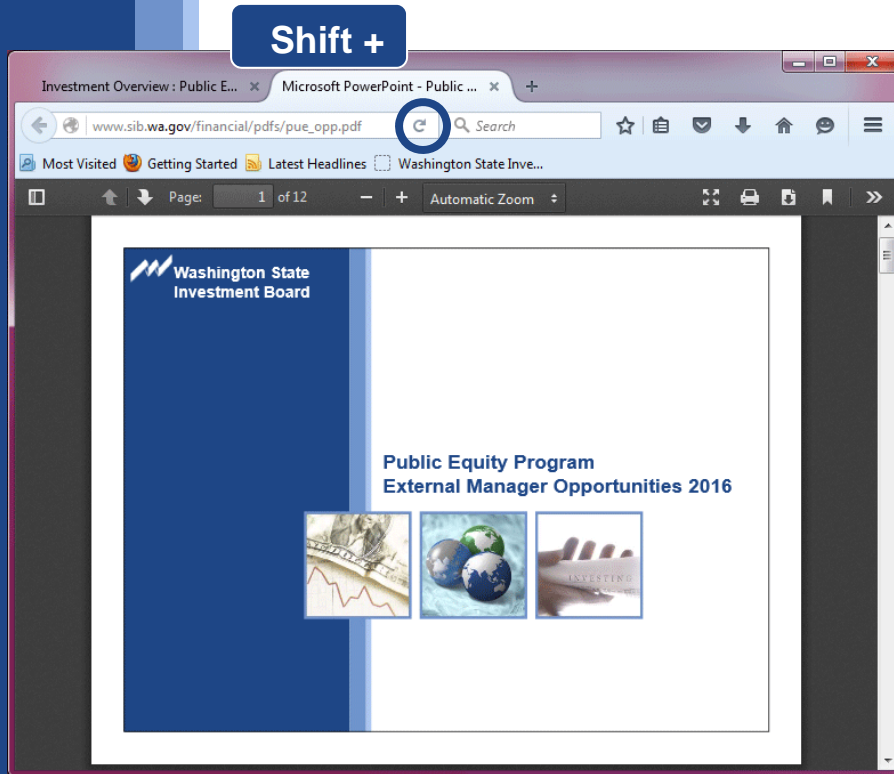 Shift +
Investment Overview : Public E...
Microsoft PowerPoint - Public ...
www.sib.wa.gov/financial/pdfs/pue_opp.pdf
Search
Most Visited Getting Started Latest Headlines Washington State Inve...
Page: 1 of 12
Automatic Zoom
Washington State
Investment Board
Public Equity Program
External Manager Opportunities 2016
INVESTING